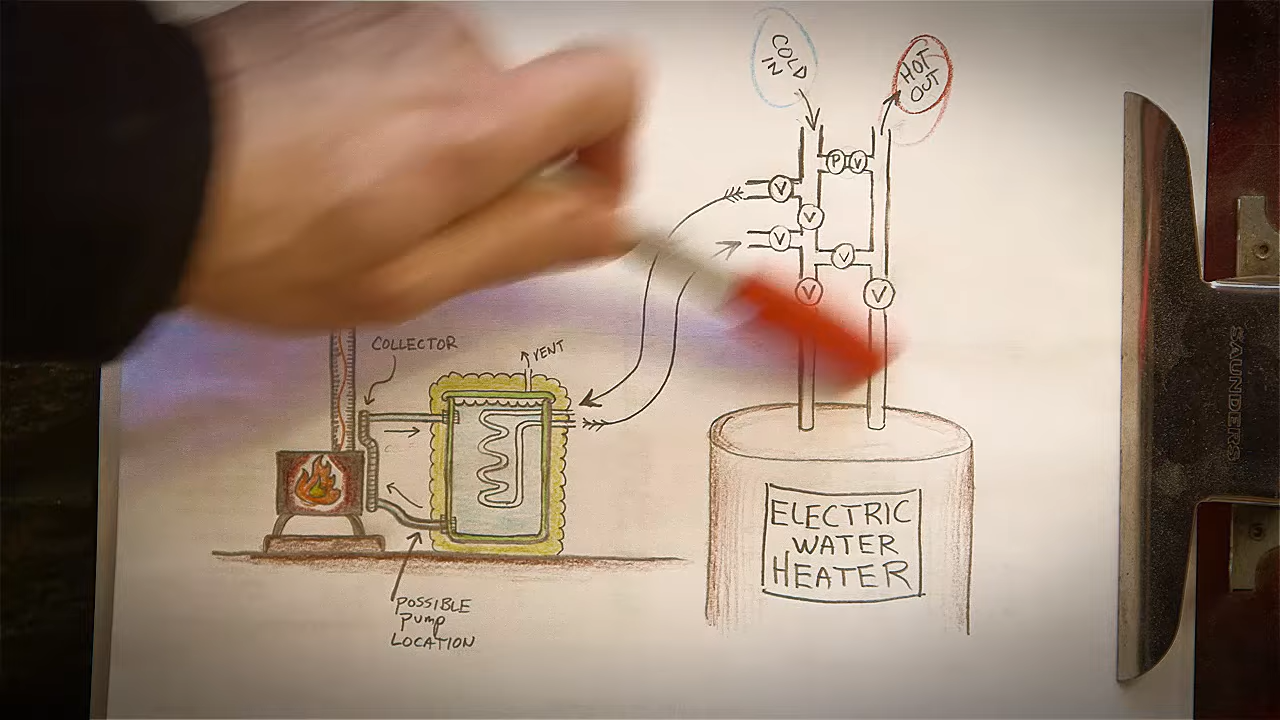 COLD
IN
HOT
OUT
P
V
V
V
V
V
V
V
COLLECTOR
VENT
ELECTRIC
WATER
HEATER
POSSIBLE
PUMP
LOCATION
SAUNDERS